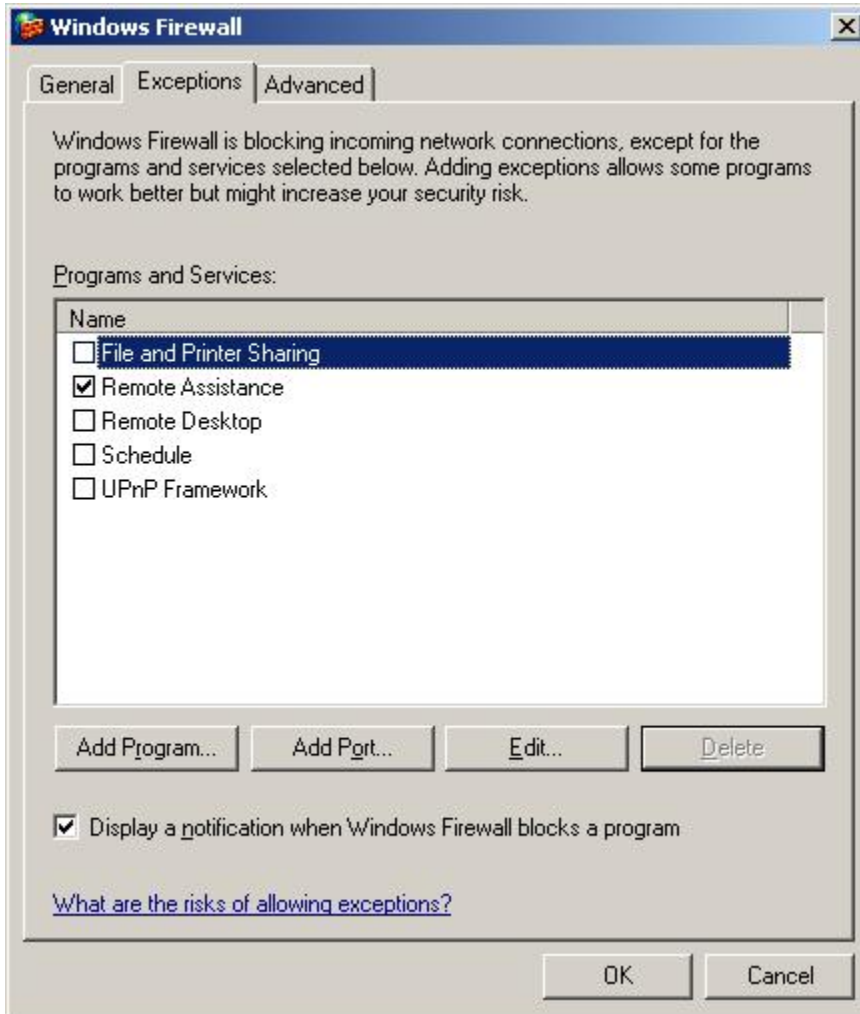 Windows Firewall
General Exceptions Advanced
Windows Firewall is blocking incoming network connections, except for the
programs and services selected below. Adding exceptions allows some programs
to work better but might increase your security risk.
Programs and Services:
Name
File and Printer Sharing
Remote Assistance
Remote Desktop
Schedule
UPnP Framework
Add Program... Add Port... Edit... Delete
Display a notification when Windows Firewall blocks a program
What are the risks of allowing exceptions?
OK Cancel